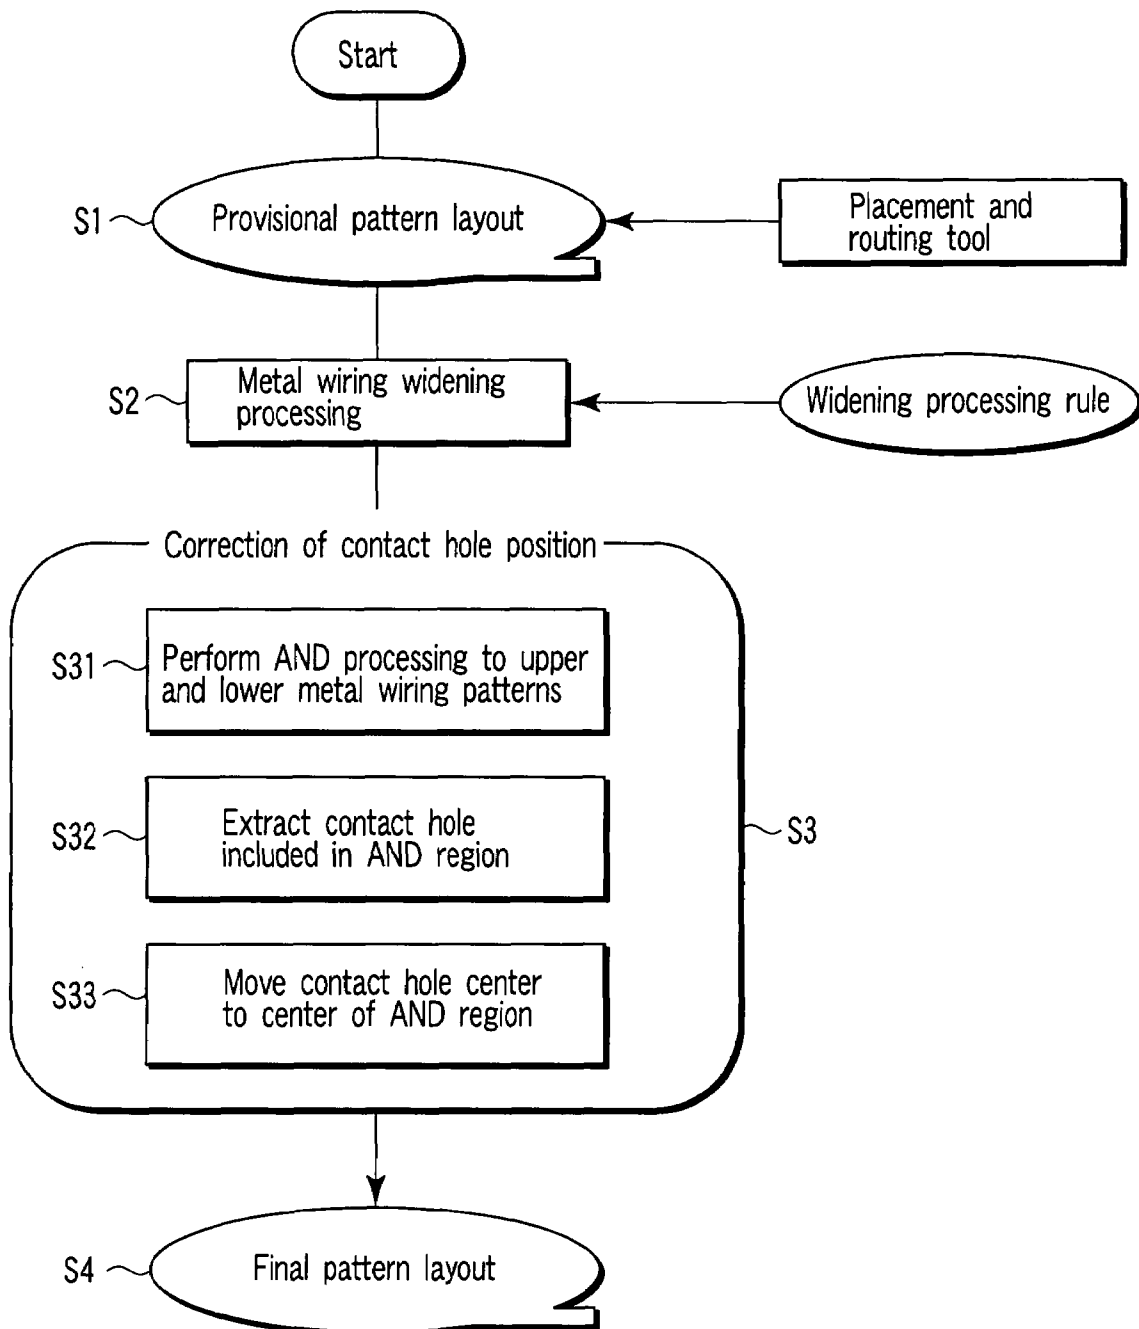 Start
S1
Provisional pattern layout
Placement and
routing tool
S2
Metal wiring widening
processing
Widening processing rule
Correction of contact hole position
S31
Perform AND processing to upper
and lower metal wiring patterns
S32
Extract contact hole
included in AND region
S3
S33
Move contact hole center
to center of AND region
S4
Final pattern layout